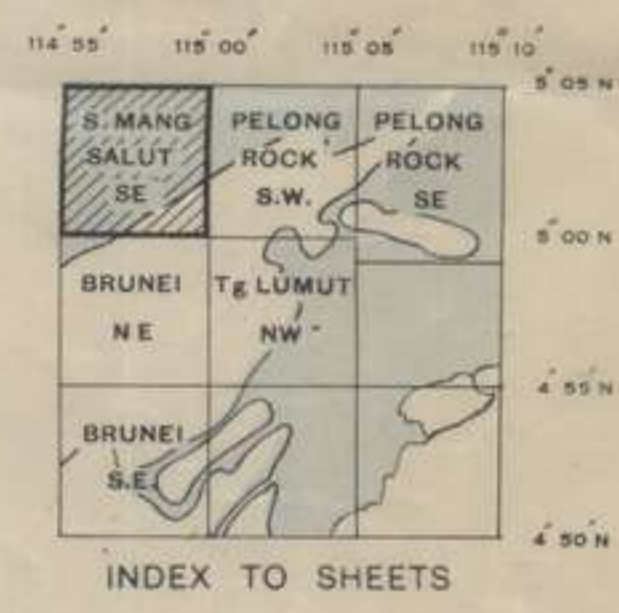 114° 55' 115° 00' 115° 05' 115° 10'
5° 05' N
S. MANG
SALUT
SE
PELONG
ROCK
S.W.
PELONG
ROCK
SE
5° 00' N
BRUNEI
NE
Tg LUMUT
NW
4° 55' N
BRUNEI
S.E.
4° 50' N
INDEX TO SHEETS